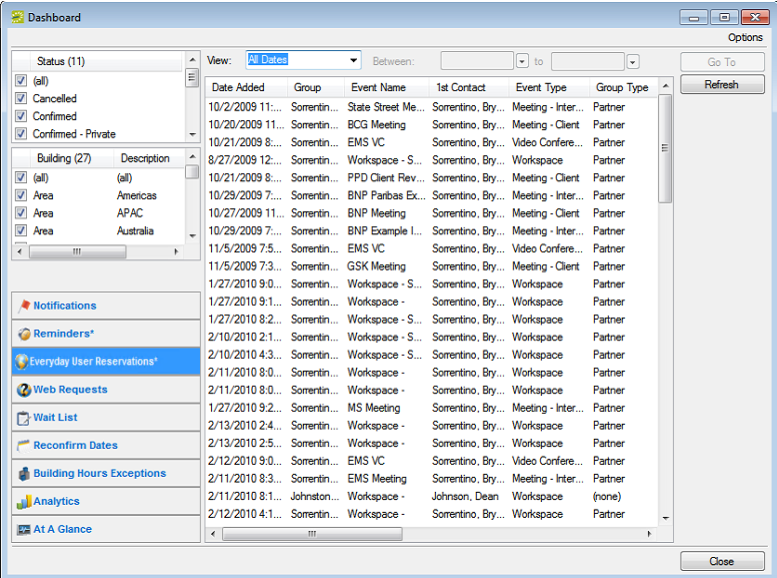 Dashboard
Options
Status (11)
(all)
Cancelled
Confirmed
Confirmed - Private
Building (27) Description
(all) (all)
Area Americas
Area APAC
Area Australia
Notifications
Reminders*
Everyday User Reservations*
Web Requests
Wait List
Reconfirm Dates
Building Hours Exceptions
Analytics
At A Glance
View: All Dates Between: to
Date Added Group Event Name 1st Contact Event Type Group Type
10/2/2009 11:... Sorrentin... State Street Me... Sorrentino, Bry... Meeting - Inter... Partner
10/20/2009 11... Sorrentin... BCG Meeting Sorrentino, Bry... Meeting - Client Partner
10/21/2009 8:... Sorrentin... EMS VC Sorrentino, Bry... Video Confere... Partner
8/27/2009 12:... Sorrentin... Workspace - S... Sorrentino, Bry... Workspace Partner
10/21/2009 8:... Sorrentin... PPD Client Rev... Sorrentino, Bry... Meeting - Client Partner
10/29/2009 7:... Sorrentin... BNP Paribas Ex... Sorrentino, Bry... Meeting - Inter... Partner
10/27/2009 11... Sorrentin... BNP Meeting Sorrentino, Bry... Meeting - Client Partner
10/29/2009 7:... Sorrentin... BNP Example I... Sorrentino, Bry... Meeting - Inter... Partner
11/5/2009 7:5... Sorrentin... EMS VC Sorrentino, Bry... Video Confere... Partner
11/5/2009 7:3... Sorrentin... GSK Meeting Sorrentino, Bry... Meeting - Client Partner
1/27/2010 9:0... Sorrentin... Workspace - S... Sorrentino, Bry... Workspace Partner
1/27/2010 9:1... Sorrentin... Workspace - Sorrentino, Bry... Workspace Partner
1/27/2010 8:2... Sorrentin... Workspace - S... Sorrentino, Bry... Workspace Partner
2/10/2010 2:1... Sorrentin... Workspace - S... Sorrentino, Bry... Workspace Partner
2/10/2010 4:3... Sorrentin... Workspace - S... Sorrentino, Bry... Workspace Partner
2/11/2010 8:0... Sorrentin... Workspace - Sorrentino, Bry... Workspace Partner
2/11/2010 8:0... Sorrentin... Workspace - Sorrentino, Bry... Workspace Partner
1/27/2010 9:2... Sorrentin... MS Meeting Sorrentino, Bry... Meeting - Inter... Partner
2/13/2010 2:4... Sorrentin... Workspace - Sorrentino, Bry... Workspace Partner
2/13/2010 2:5... Sorrentin... Workspace - Sorrentino, Bry... Workspace Partner
2/12/2010 9:0... Sorrentin... EMS VC Sorrentino, Bry... Video Confere... Partner
2/11/2010 8:3... Sorrentin... EMS Meeting Sorrentino, Bry... Meeting - Inter... Partner
2/11/2010 8:1... Johnston... Workspace - Johnson, Dean Workspace (none)
2/12/2010 4:1... Sorrentin... Workspace - Sorrentino, Bry... Workspace Partner
Go To
Refresh
Close